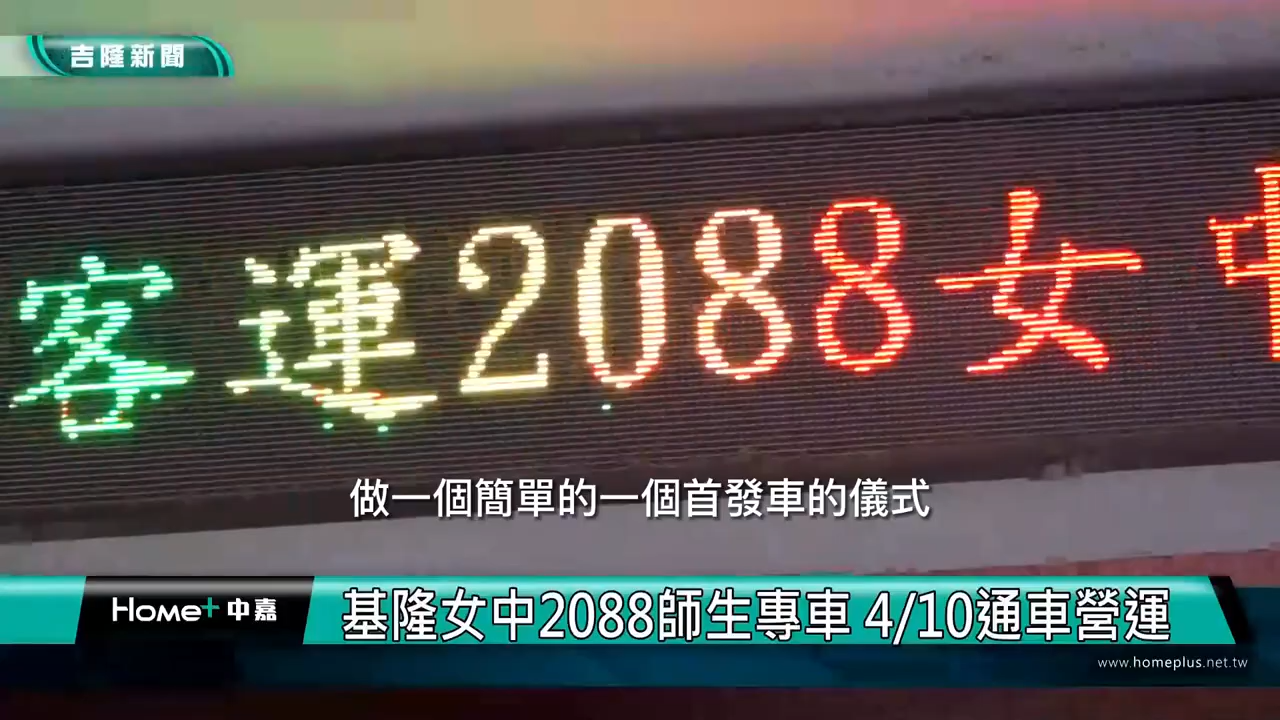 吉隆新聞
客運2088女中
做一個簡單的一個首發車的儀式
Home+中嘉
基隆女中2088師生專車 4/10通車營運
www.homeplus.net.tw